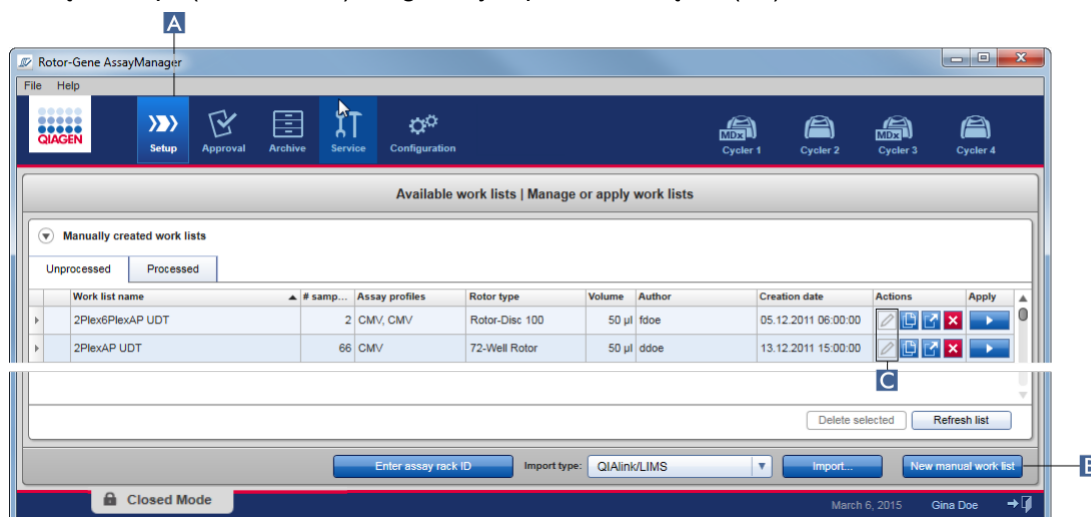 A
Rotor-Gene AssayManager
File Help
QIAGEN
Setup Approval Archive Service Configuration MDx Cycler 1 Cycler 2 MDx Cycler 3 Cycler 4
Available work lists | Manage or apply work lists
Manually created work lists
Unprocessed Processed
Work list name # samp... Assay profiles Rotor type Volume Author Creation date Actions Apply
2Plex6PlexAP UDT 2 CMV, CMV Rotor-Disc 100 50 µl fdoe 05.12.2011 06:00:00
2PlexAP UDT 66 CMV 72-Well Rotor 50 µl ddoe 13.12.2011 15:00:00
C
Delete selected Refresh list
Enter assay rack ID Import type: QIAlink/LIMS Import... New manual work list
Closed Mode March 6, 2015 Gina Doe